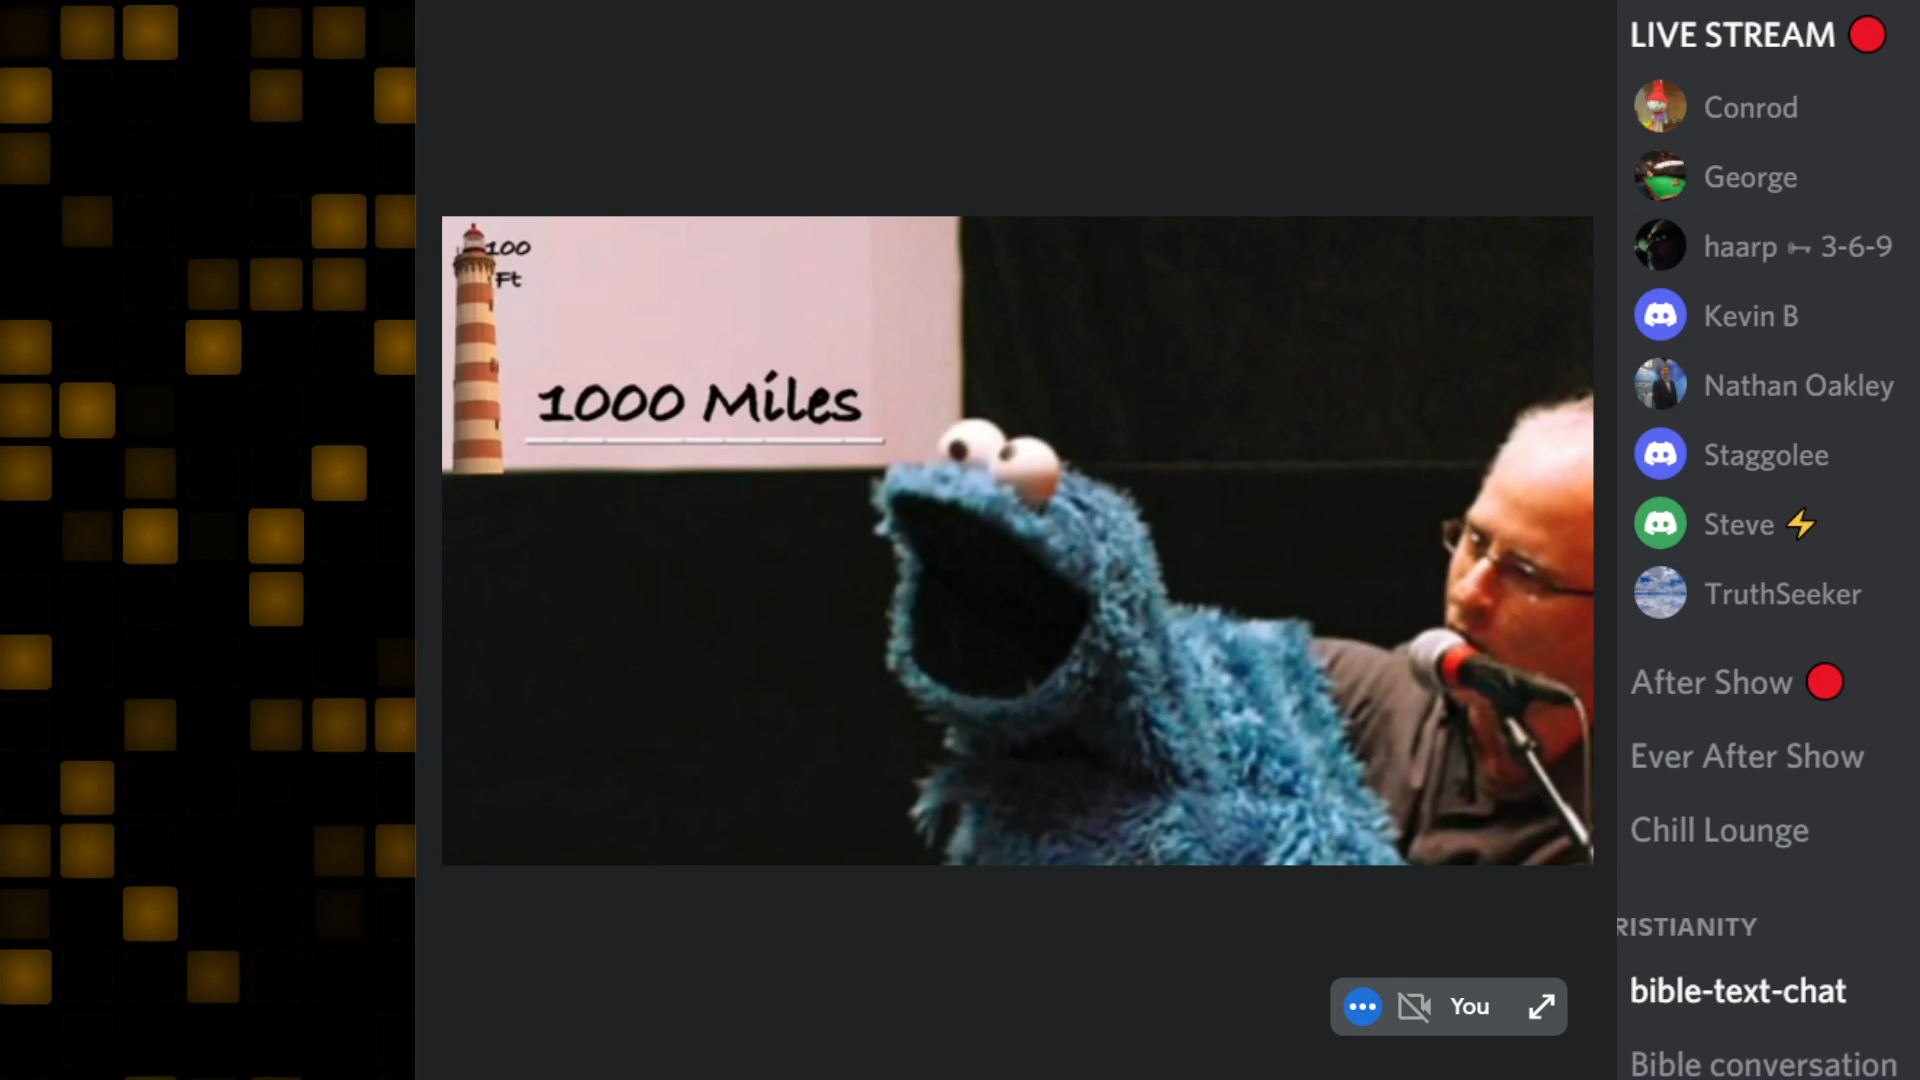 100
Ft
1000 Miles
You
LIVE STREAM
Conrod
George
haarp 3-6-9
Kevin B
Nathan Oakley
Staggolee
Steve
TruthSeeker
After Show
Ever After Show
Chill Lounge
RISTIANITY
bible-text-chat
Bible conversation